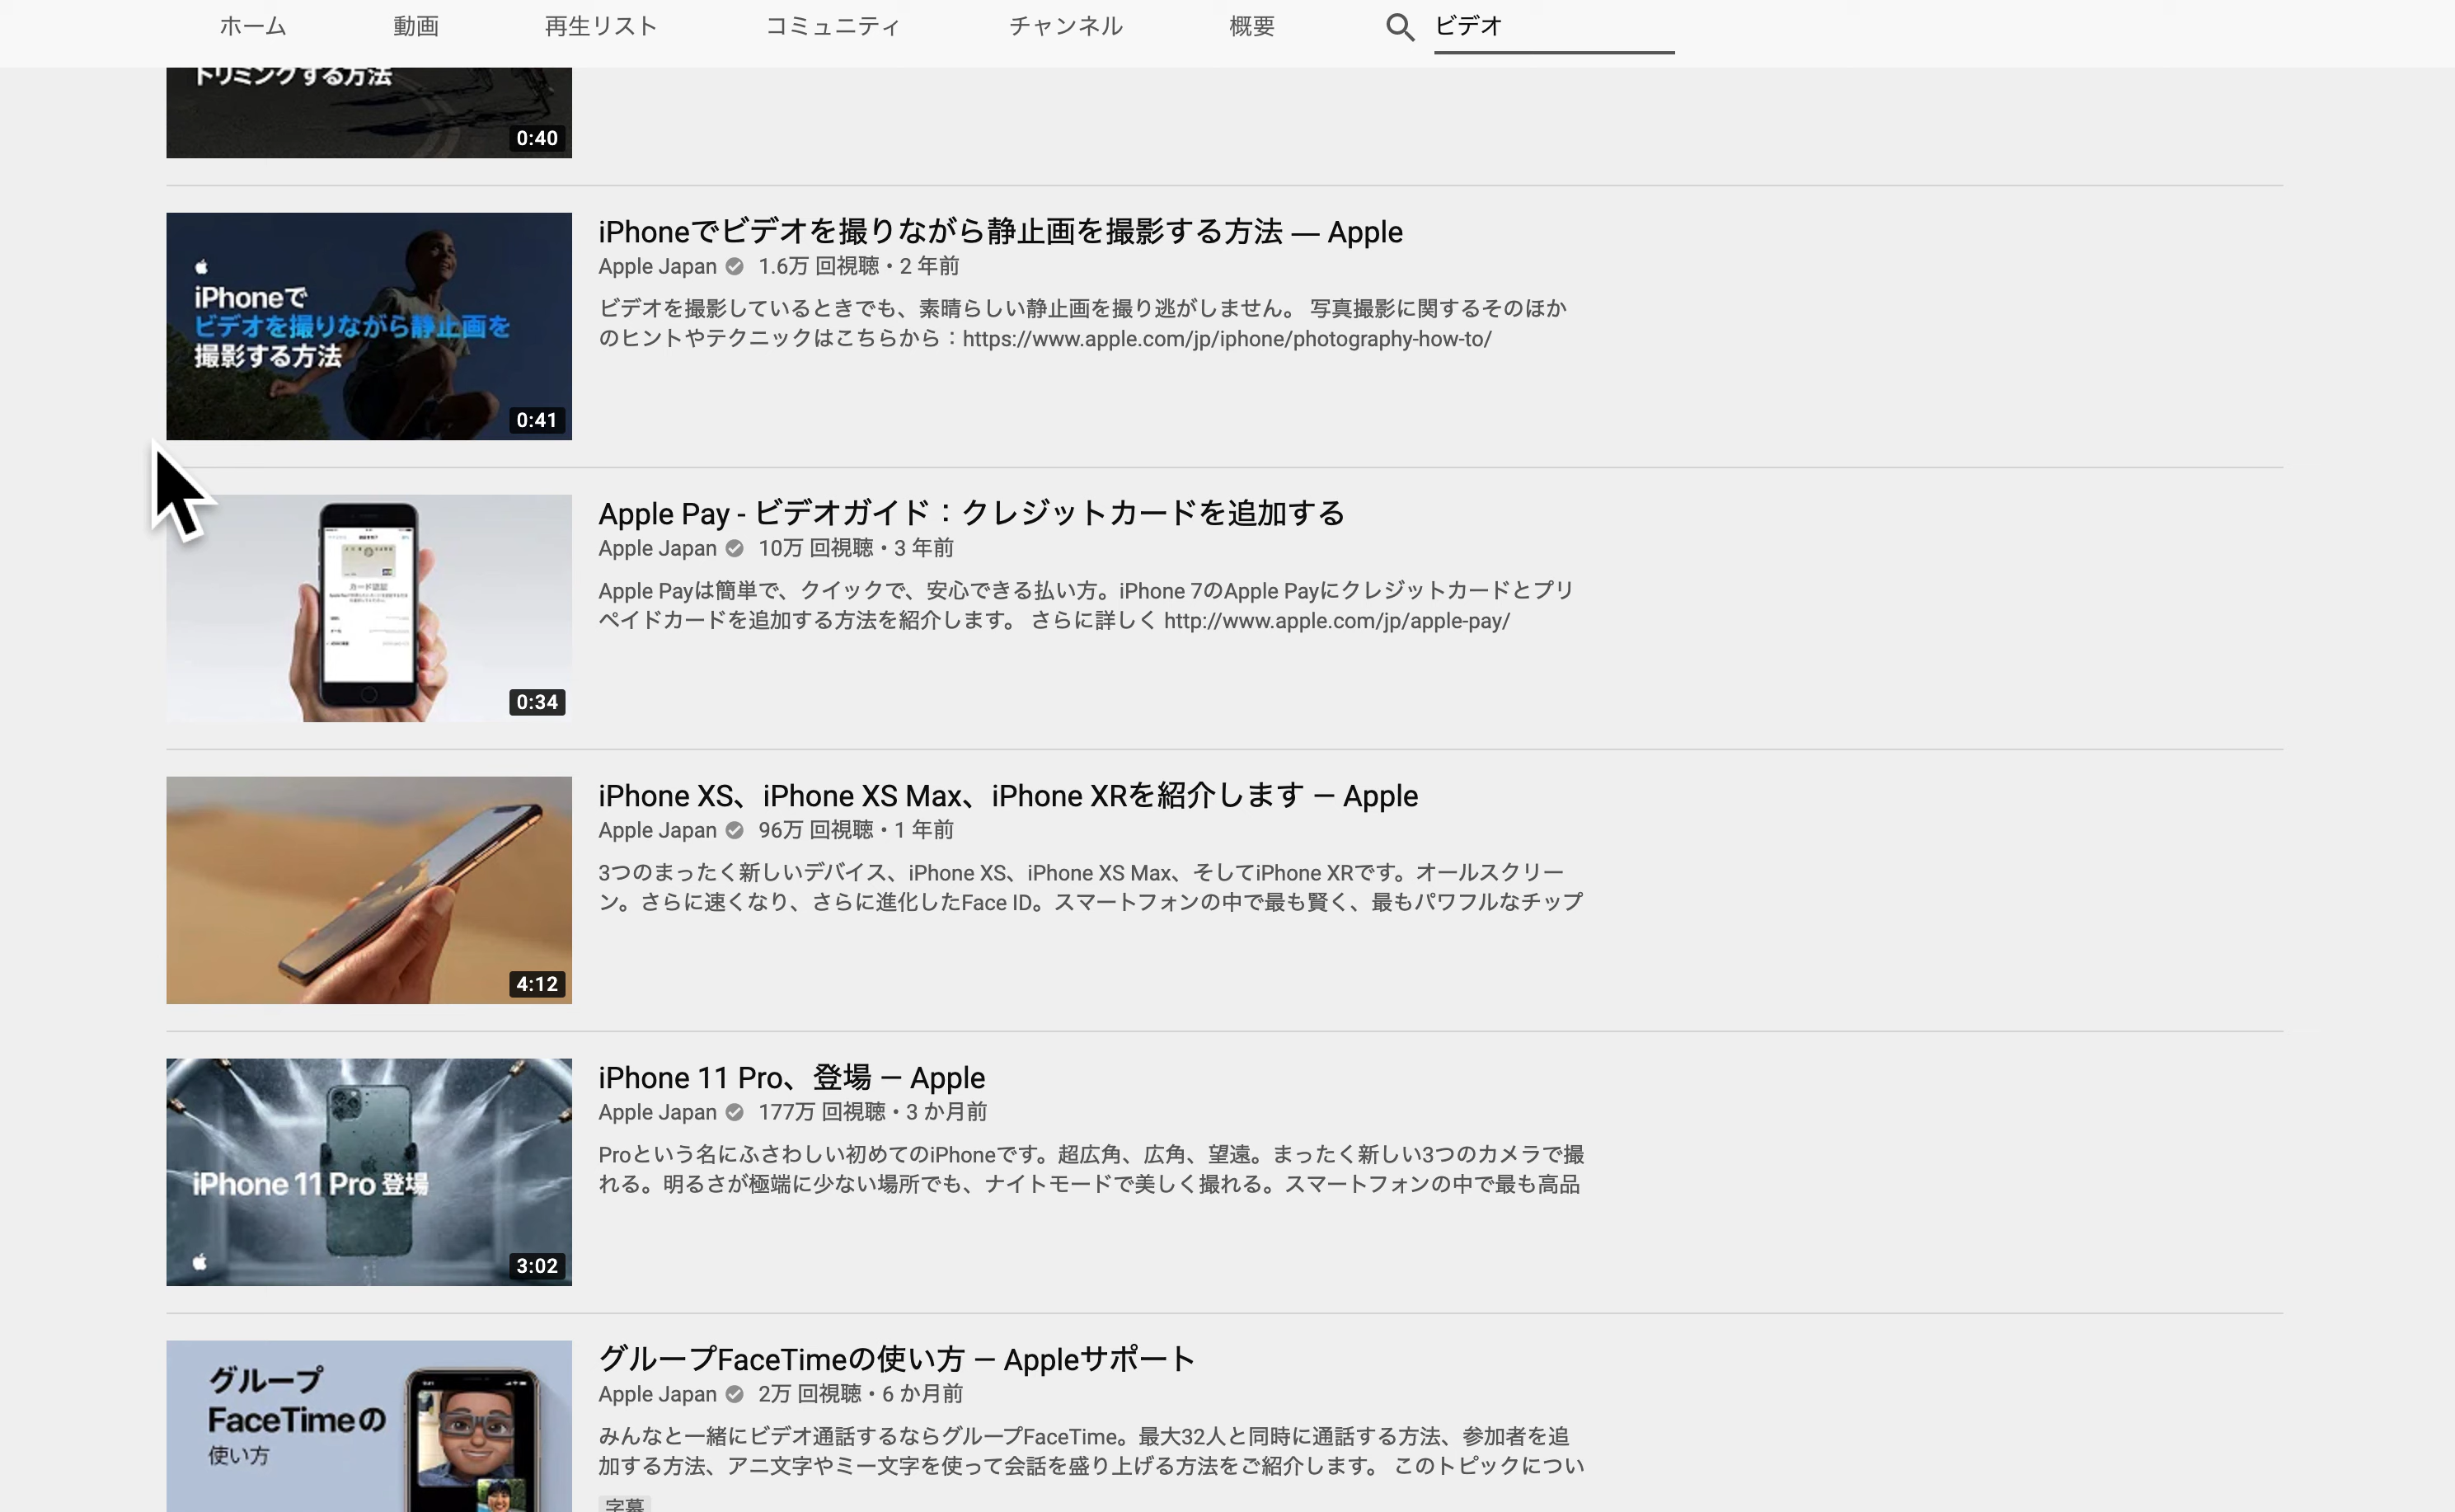 ホーム 動画 再生リスト コミュニティ チャンネル 概要 ビデオ
トリミングする方法
0:40
iPhoneでビデオを撮りながら静止画を撮影する方法 — Apple
Apple Japan 1.6万 回視聴・2 年前
ビデオを撮影しているときでも、素晴らしい静止画を撮り逃がしません。 写真撮影に関するそのほか
のヒントやテクニックはこちらから：https://www.apple.com/jp/iphone/photography-how-to/
iPhoneで
ビデオを撮りながら静止画を
撮影する方法
0:41
Apple Pay - ビデオガイド：クレジットカードを追加する
Apple Japan 10万 回視聴・3 年前
Apple Payは簡単で、クイックで、安心できる払い方。iPhone 7のApple Payにクレジットカードとプリ
ペイドカードを追加する方法を紹介します。 さらに詳しく http://www.apple.com/jp/apple-pay/
カード認証
0:34
iPhone XS、iPhone XS Max、iPhone XRを紹介します — Apple
Apple Japan 96万 回視聴・1 年前
3つのまったく新しいデバイス、iPhone XS、iPhone XS Max、そしてiPhone XRです。オールスクリー
ン。さらに速くなり、さらに進化したFace ID。スマートフォンの中で最も賢く、最もパワフルなチップ
4:12
iPhone 11 Pro、登場 — Apple
Apple Japan 177万 回視聴・3 か月前
Proという名にふさわしい初めてのiPhoneです。超広角、広角、望遠。まったく新しい3つのカメラで撮
れる。明るさが極端に少ない場所でも、ナイトモードで美しく撮れる。スマートフォンの中で最も高品
iPhone 11 Pro 登場
3:02
グループFaceTimeの使い方 — Appleサポート
Apple Japan 2万 回視聴・6 か月前
みんなと一緒にビデオ通話するならグループFaceTime。最大32人と同時に通話する方法、参加者を追
加する方法、アニ文字やミー文字を使って会話を盛り上げる方法をご紹介します。 このトピックについ
字幕
グループ
FaceTimeの
使い方